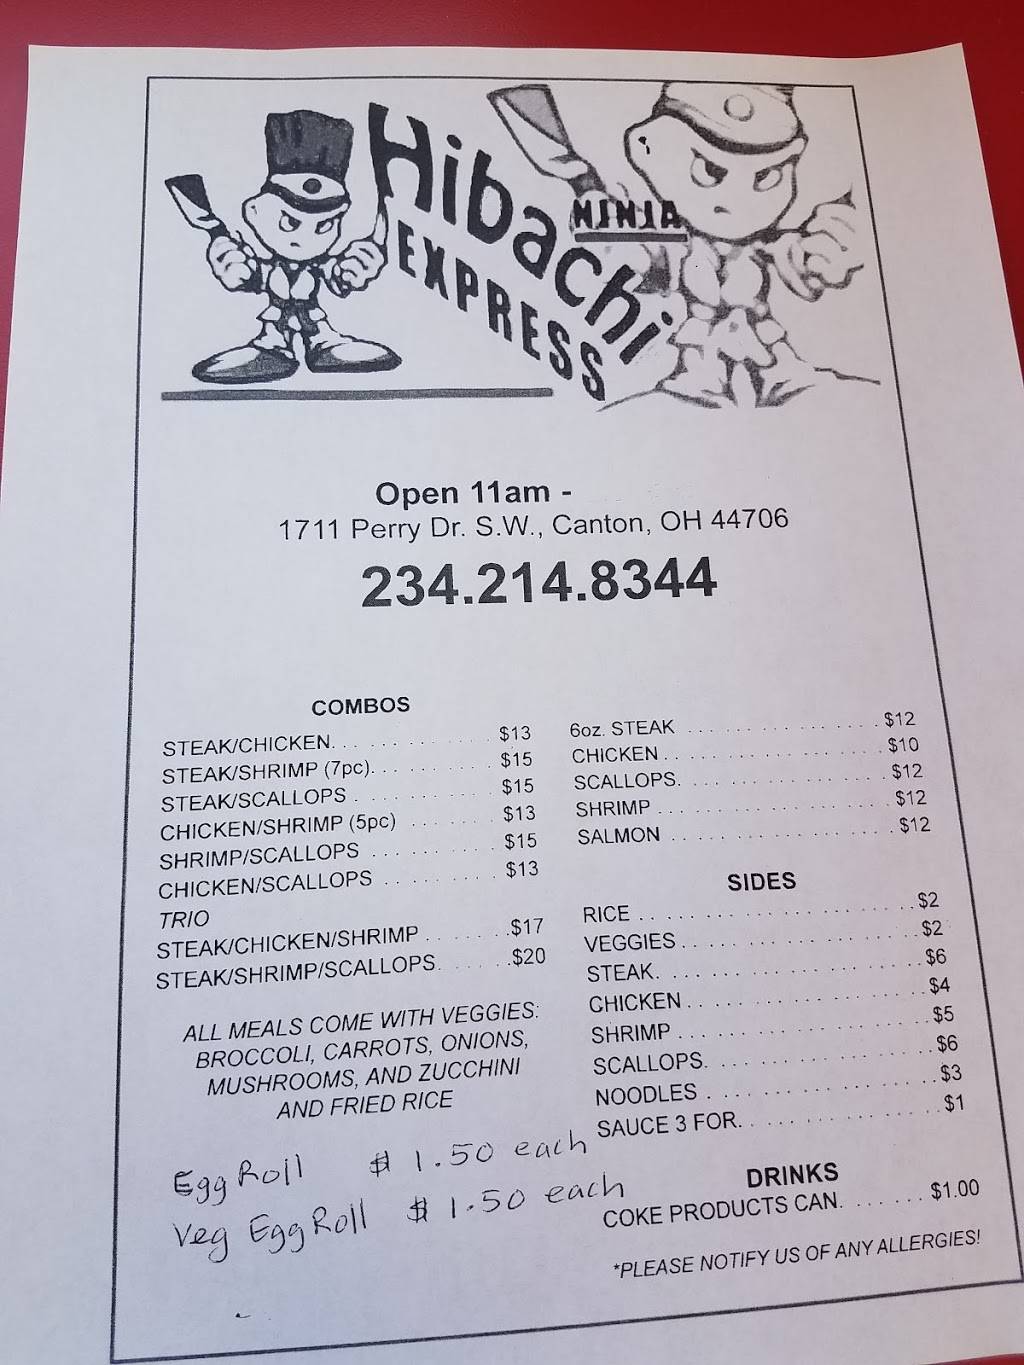 Hibachi
NINJA
EXPRESS
Open 11am -
1711 Perry Dr. S.W., Canton, OH 44706
234.214.8344
COMBOS
STEAK/CHICKEN. . . . . . . . . . . . $13
STEAK/SHRIMP (7pc). . . . . . . . . $15
STEAK/SCALLOPS . . . . . . . . . . $15
CHICKEN/SHRIMP (5pc) . . . . . . . $13
SHRIMP/SCALLOPS . . . . . . . . . $15
CHICKEN/SCALLOPS . . . . . . . . $13
TRIO
STEAK/CHICKEN/SHRIMP . . . . . . $17
STEAK/SHRIMP/SCALLOPS. . . . . . $20
ALL MEALS COME WITH VEGGIES:
BROCCOLI, CARROTS, ONIONS,
MUSHROOMS, AND ZUCCHINI
AND FRIED RICE
Egg Roll $ 1.50 each
Veg Egg Roll $ 1.50 each
6oz. STEAK . . . . . . . . . . . . . . $12
CHICKEN . . . . . . . . . . . . . . . . $10
SCALLOPS. . . . . . . . . . . . . . . $12
SHRIMP . . . . . . . . . . . . . . . . $12
SALMON . . . . . . . . . . . . . . . . $12
SIDES
RICE . . . . . . . . . . . . . . . . . . . $2
VEGGIES . . . . . . . . . . . . . . . . $2
STEAK. . . . . . . . . . . . . . . . . . $6
CHICKEN . . . . . . . . . . . . . . . . $4
SHRIMP . . . . . . . . . . . . . . . . . $5
SCALLOPS. . . . . . . . . . . . . . . $6
NOODLES . . . . . . . . . . . . . . . $3
SAUCE 3 FOR. . . . . . . . . . . . . $1
DRINKS
COKE PRODUCTS CAN. . . . . . . $1.00
*PLEASE NOTIFY US OF ANY ALLERGIES!